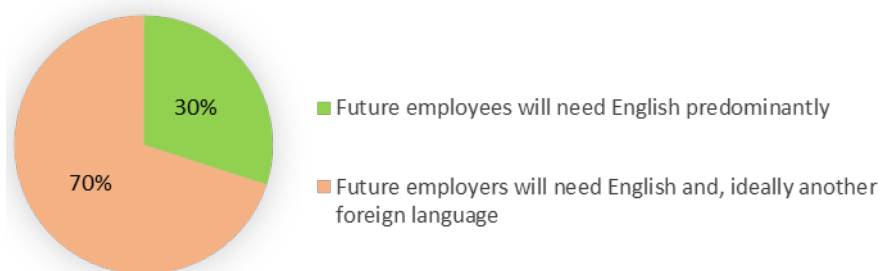 30%
Future employees will need English predominantly
70%
Future employers will need English and, ideally another
foreign language